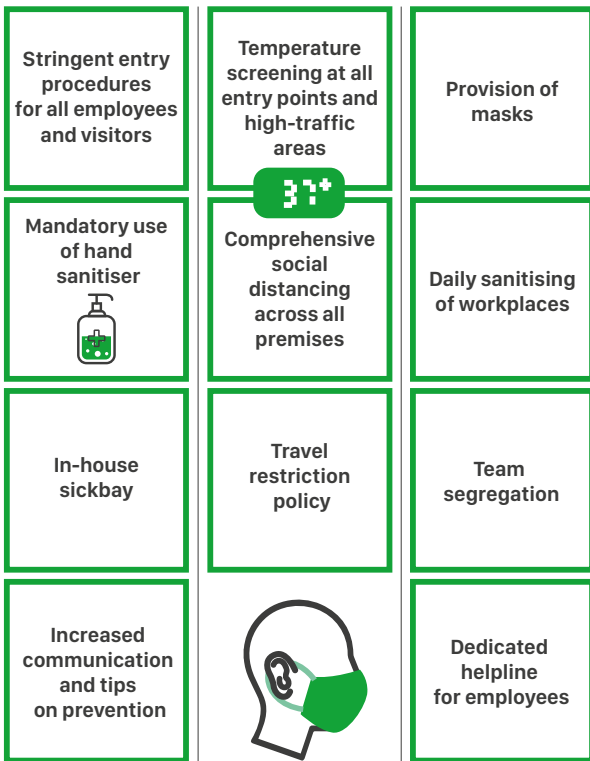 Stringent entry
procedures
for all employees
and visitors
Temperature
screening at all
entry points and
high-traffic
areas
37+
Provision of
masks
Mandatory use
of hand
sanitiser
Comprehensive
social
distancing
across all
premises
Daily sanitising
of workplaces
In-house
sickbay
Travel
restriction
policy
Team
segregation
Increased
communication
and tips
on prevention
Dedicated
helpline
for employees